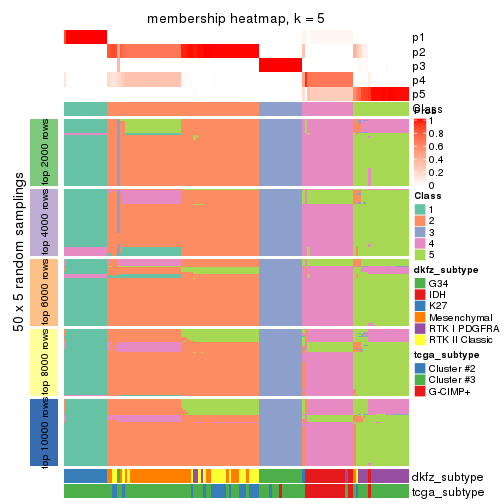 membership heatmap, k = 5
p1
p2
p3
p4
p5
Class
Prob
1
0.8
0.6
0.4
0.2
0
Class
1
2
3
4
5
dkfz_subtype
G34
IDH
K27
Mesenchymal
RTK I PDGFRA
RTK II Classic
tcga_subtype
Cluster #2
Cluster #3
G-CIMP+
50 x 5 random samplings
top 2000 rows
top 4000 rows
top 6000 rows
top 8000 rows
top 10000 rows
dkfz_subtype
tcga_subtype